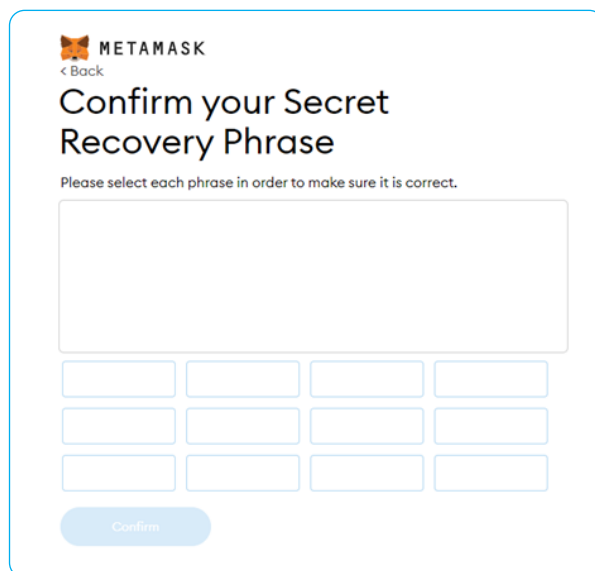 METAMASK
< Back
Confirm your Secret
Recovery Phrase
Please select each phrase in order to make sure it is correct.
Confirm